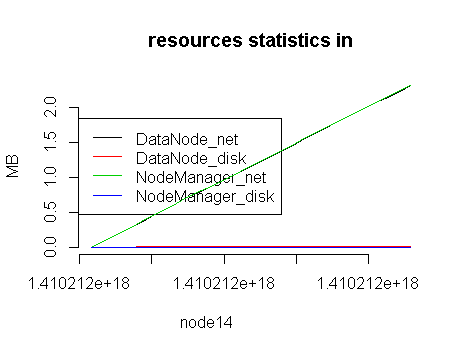 resources statistics in
MB
2.0
1.5
1.0
0.5
0.0
DataNode_net
DataNode_disk
NodeManager_net
NodeManager_disk
1.410212e+18 1.410212e+18 1.410212e+18
node14